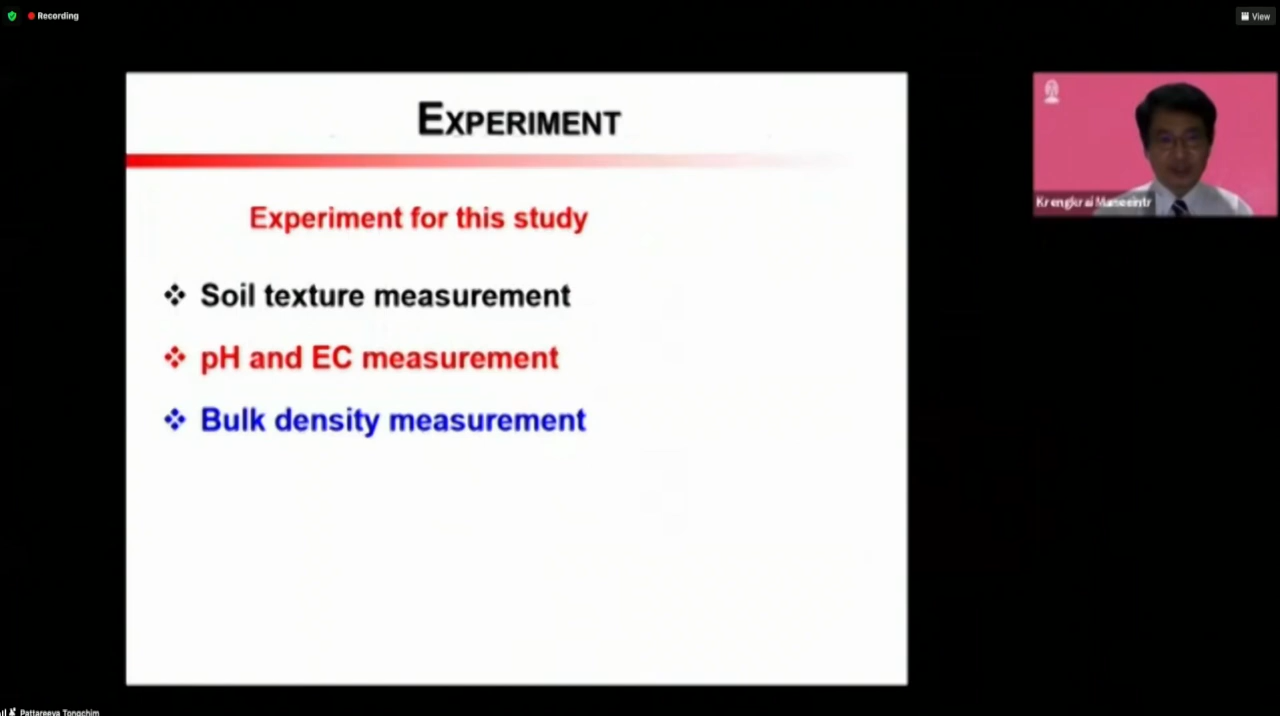 Recording
View
EXPERIMENT
Experiment for this study
Soil texture measurement
pH and EC measurement
Bulk density measurement
Krengkrai Maneeintr
Pattareeya Tongchim